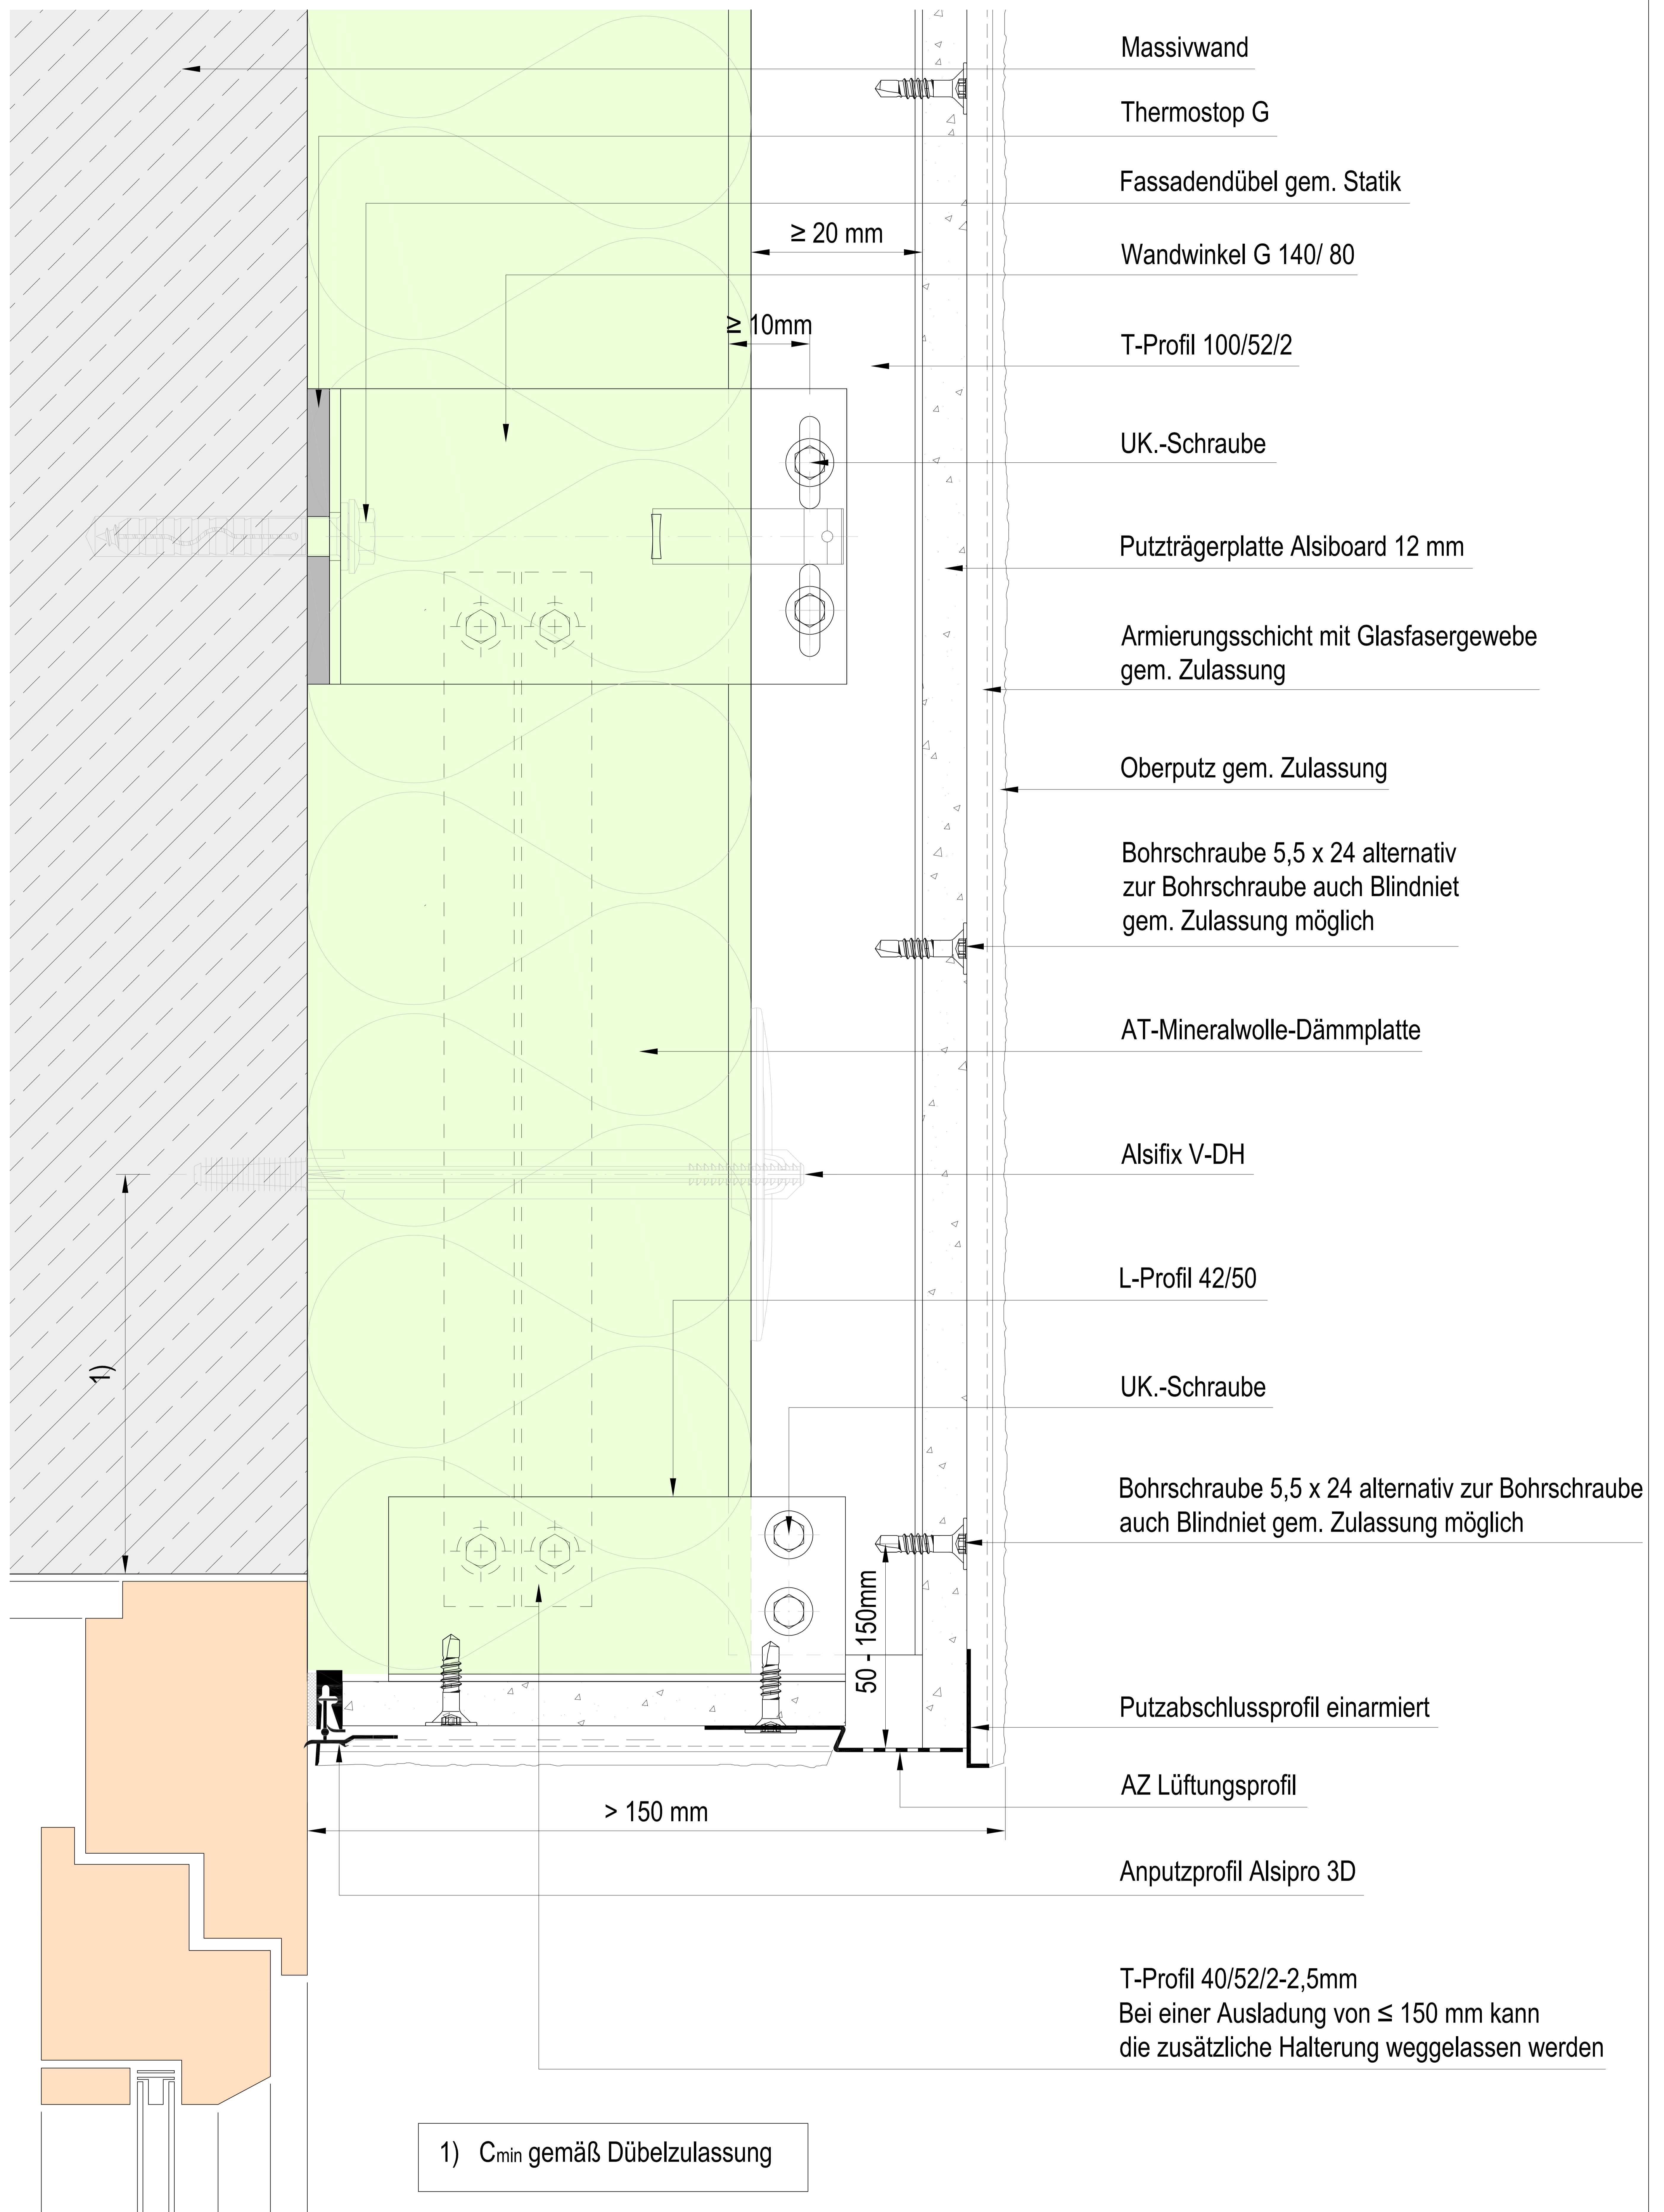 Massivwand
Thermostop G
Fassadendübel gem. Statik
≥ 20 mm
Wandwinkel G 140/ 80
≥ 10mm
T-Profil 100/52/2
UK.-Schraube
Putzträgerplatte Alsiboard 12 mm
Armierungsschicht mit Glasfasergewebe
gem. Zulassung
Oberputz gem. Zulassung
Bohrschraube 5,5 x 24 alternativ
zur Bohrschraube auch Blindniet
gem. Zulassung möglich
AT-Mineralwolle-Dämmplatte
Alsifix V-DH
L-Profil 42/50
1)
UK.-Schraube
Bohrschraube 5,5 x 24 alternativ zur Bohrschraube
auch Blindniet gem. Zulassung möglich
50 - 150mm
Putzabschlussprofil einarmiert
AZ Lüftungsprofil
> 150 mm
Anputzprofil Alsipro 3D
T-Profil 40/52/2-2,5mm
Bei einer Ausladung von ≤ 150 mm kann
die zusätzliche Halterung weggelassen werden
1) Cmin gemäß Dübelzulassung